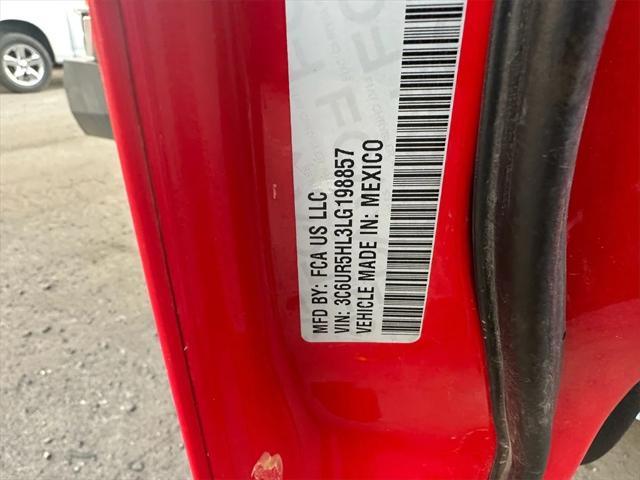 MFD BY: FCA US LLC
VIN: 3C6UR5HL3LG198857
VEHICLE MADE IN: MEXICO